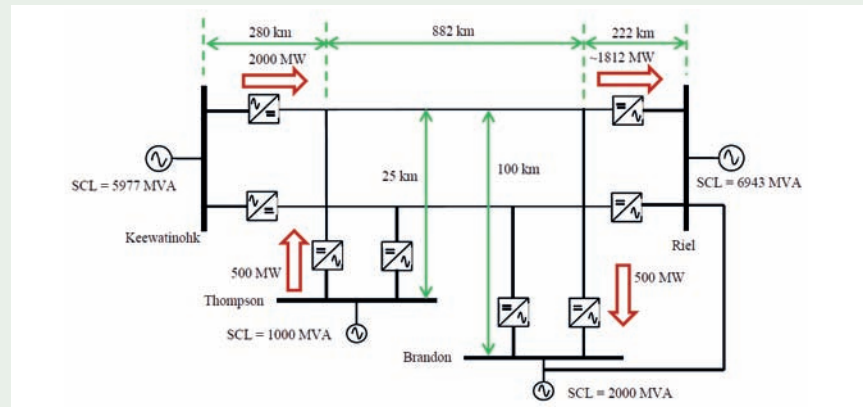 280 km
882 km
222 km
2000 MW
~1812 MW
SCL = 5977 MVA
25 km
100 km
SCL = 6943 MVA
Keewatinohk
Riel
500 MW
500 MW
Thompson
SCL = 1000 MVA
Brandon
SCL = 2000 MVA